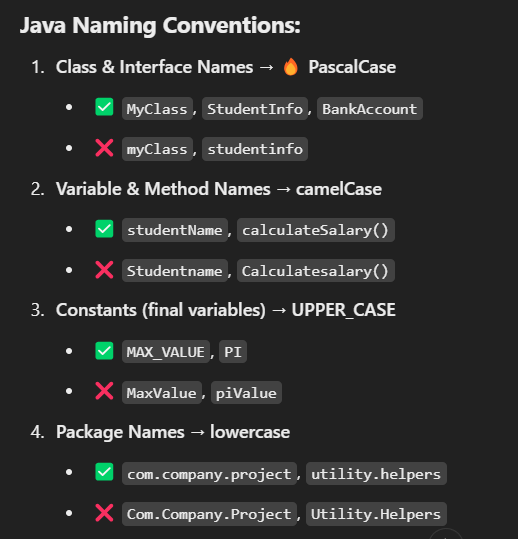 Java Naming Conventions:
1. Class & Interface Names → 🔥 PascalCase
• ✅ MyClass, StudentInfo, BankAccount
• ❌ myClass, studentinfo
2. Variable & Method Names → camelCase
• ✅ studentName, calculateSalary()
• ❌ Studentname, Calculatesalary()
3. Constants (final variables) → UPPER_CASE
• ✅ MAX_VALUE, PI
• ❌ MaxValue, piValue
4. Package Names → lowercase
• ✅ com.company.project, utility.helpers
• ❌ Com.Company.Project, Utility.Helpers